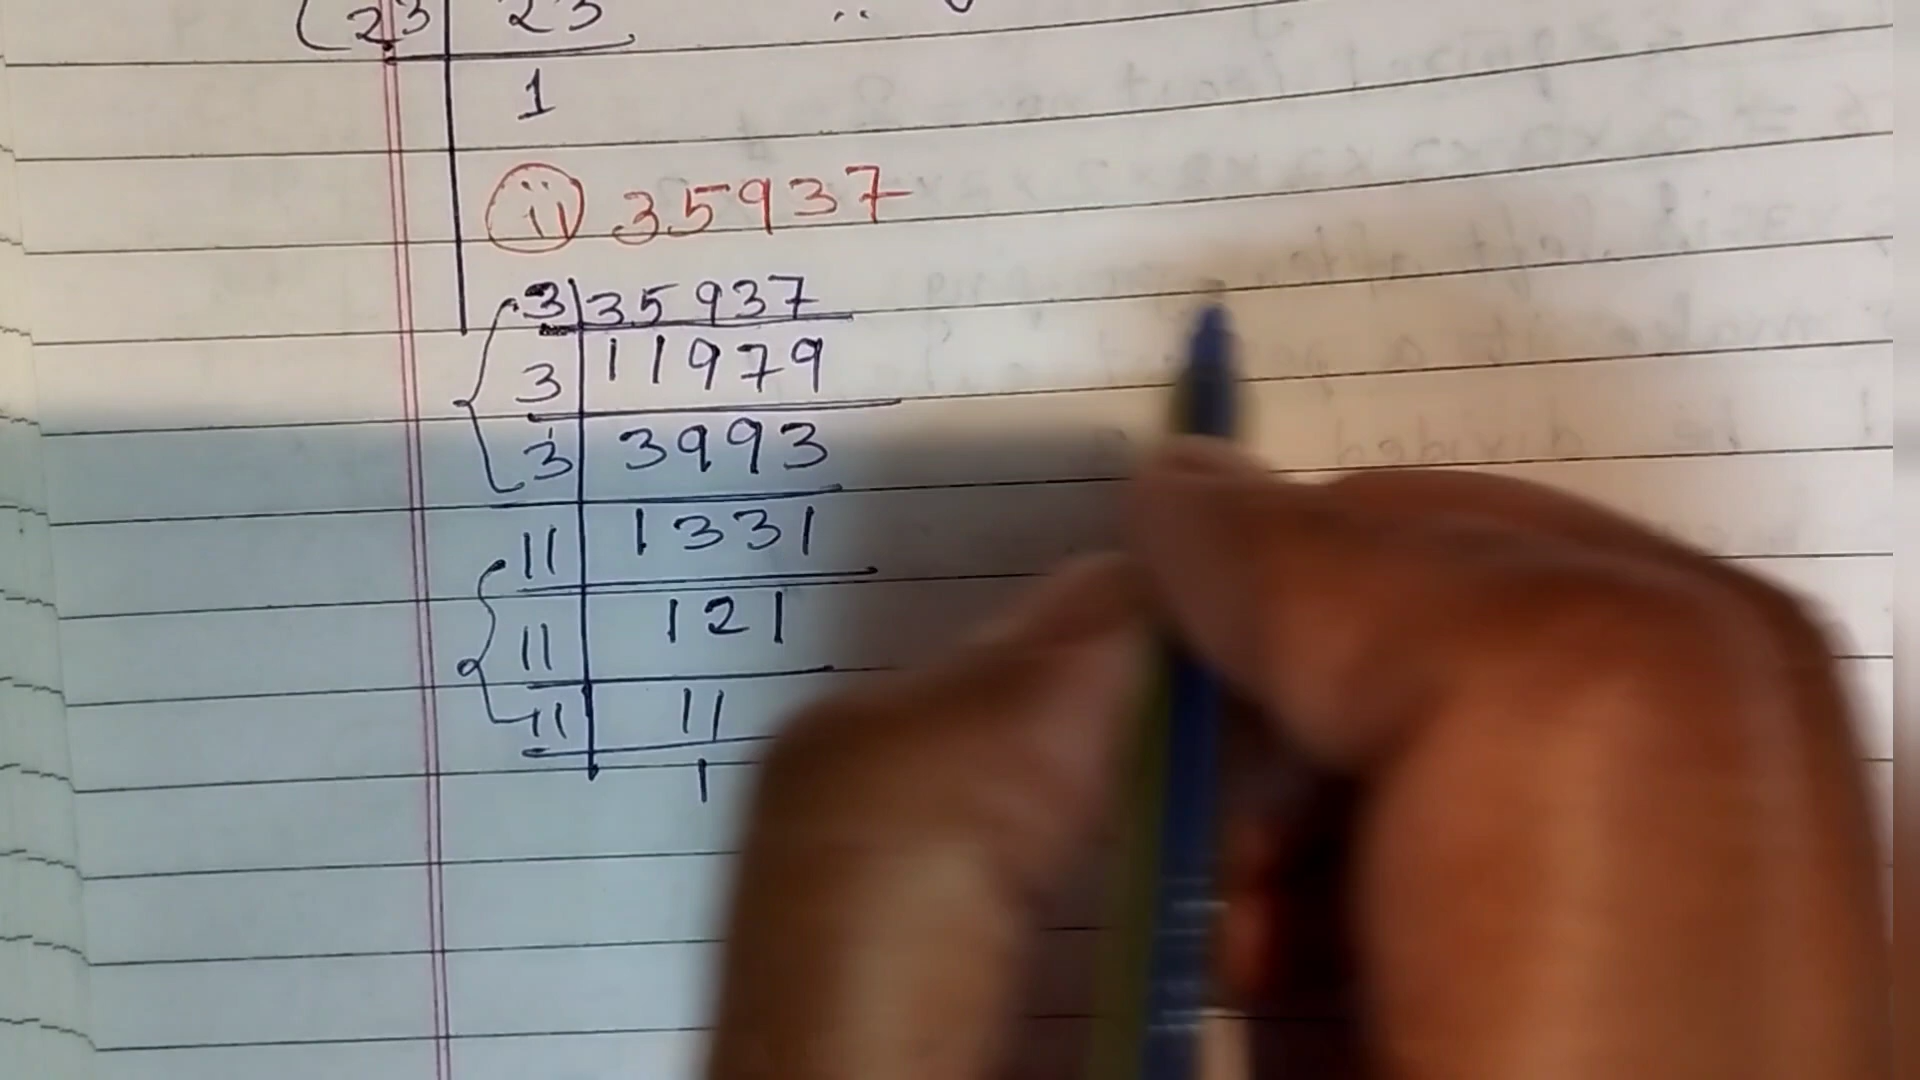 23 | 23
1
ii 35937
3 | 35937
3 | 11979
3 | 3993
11 | 1331
11 | 121
11 | 11
1